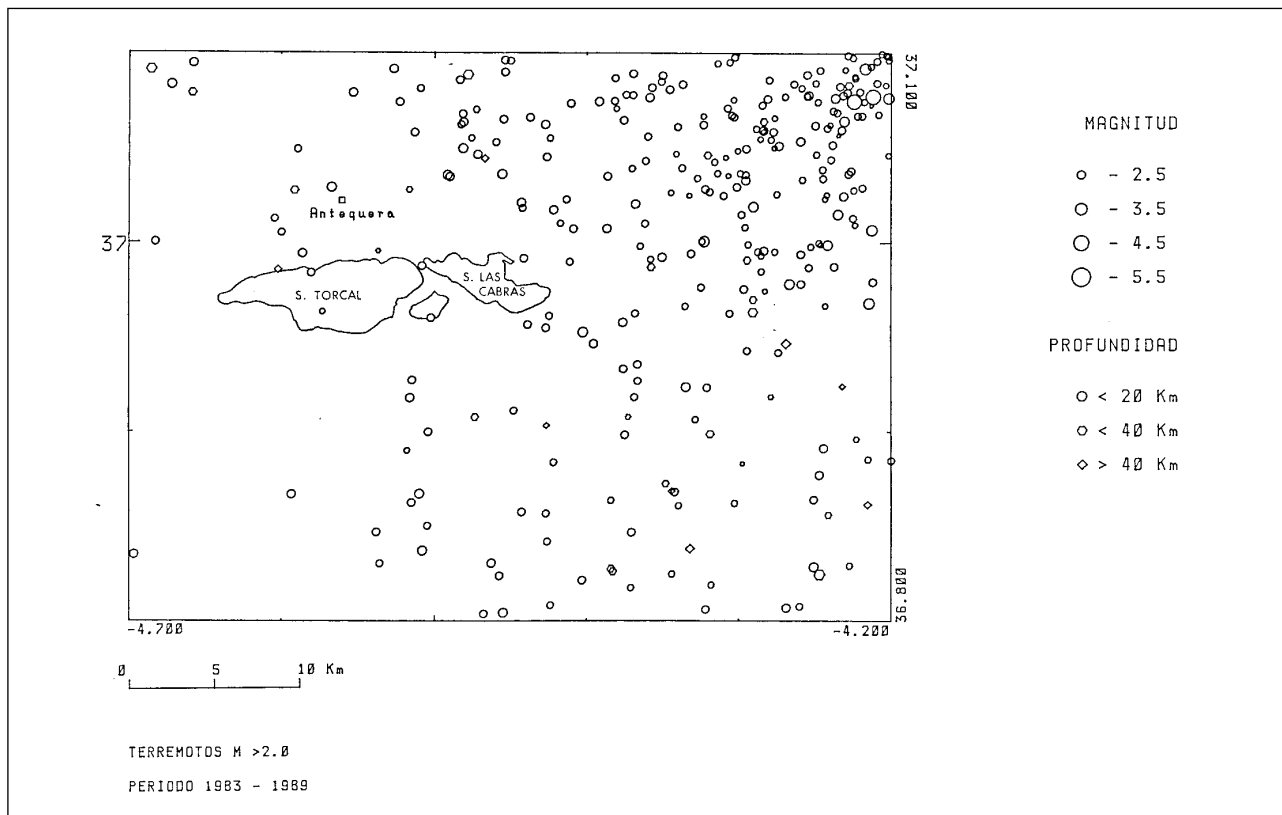 37.100
MAGNITUD
- 2.5
- 3.5
- 4.5
- 5.5
Antequera
37
S. TORCAL
S. LAS
CABRAS
PROFUNDIDAD
< 20 Km
< 40 Km
> 40 Km
36.800
-4.700
-4.200
0 5 10 Km
TERREMOTOS M >2.0
PERIODO 1983 - 1989